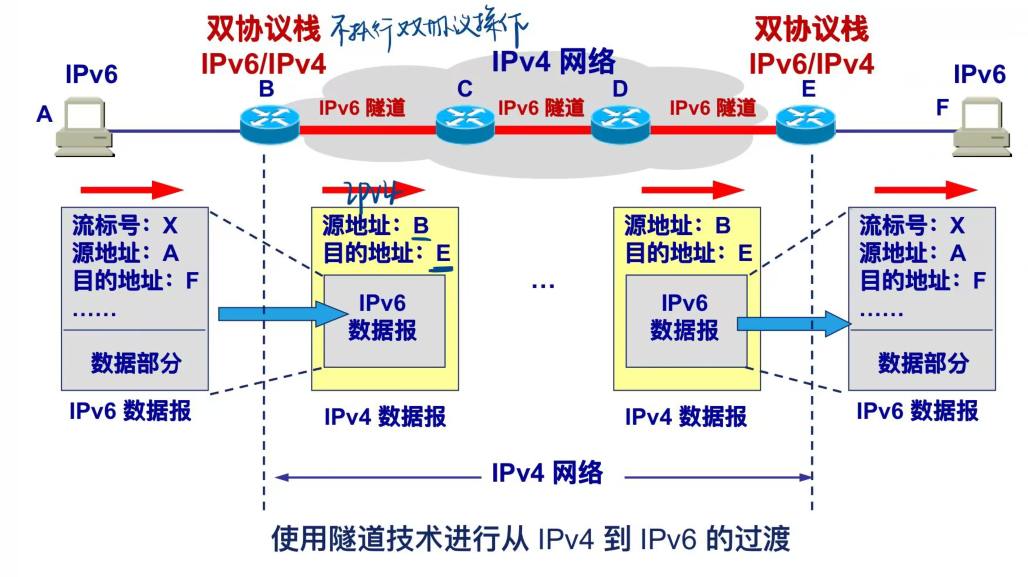 双协议栈
IPv6/IPv4
不执行双协议操作
双协议栈
IPv6/IPv4
IPv4 网络
IPv6
IPv6
A
B
C
D
E
F
IPv6 隧道
IPv6 隧道
IPv6 隧道
流标号：X
源地址：A
目的地址：F
……
数据部分
IPv6 数据报
ipv4
源地址：B
目的地址：E
IPv6
数据报
IPv4 数据报
…
源地址：B
目的地址：E
IPv6
数据报
IPv4 数据报
流标号：X
源地址：A
目的地址：F
……
数据部分
IPv6 数据报
IPv4 网络
使用隧道技术进行从 IPv4 到 IPv6 的过渡